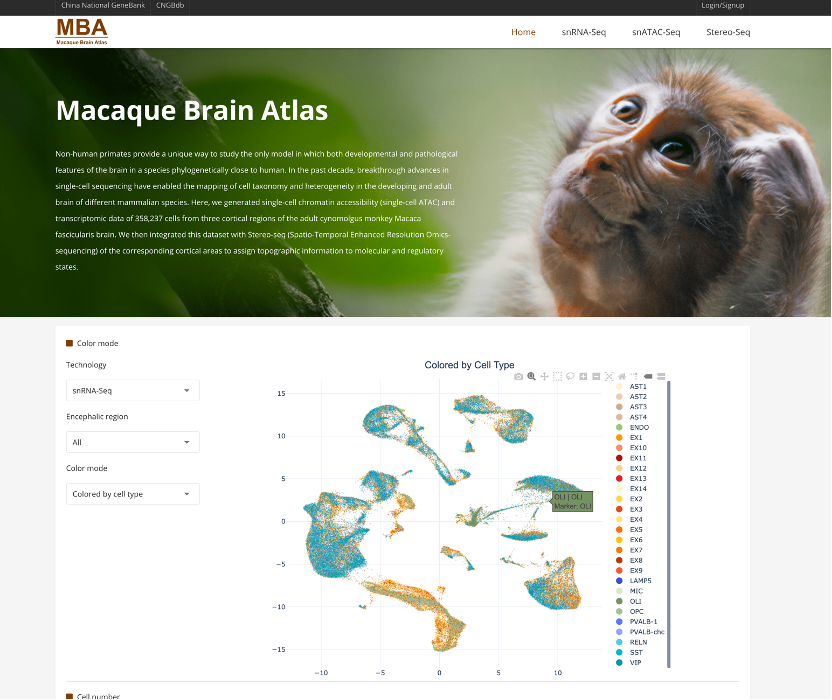 China National GeneBank
CNGBdb
Login/Signup
MBA
Macaque Brain Atlas
Home
snRNA-Seq
snATAC-Seq
Stereo-Seq
Macaque Brain Atlas
Non-human primates provide a unique way to study the only model in which both developmental and pathological
features of the brain in a species phylogenetically close to human. In the past decade, breakthrough advances in
single-cell sequencing have enabled the mapping of cell taxonomy and heterogeneity in the developing and adult
brain of different mammalian species. Here, we generated single-cell chromatin accessibility (single-cell ATAC) and
transcriptomic data of 358,237 cells from three cortical regions of the adult cynomolgus monkey Macaca
fascicularis brain. We then integrated this dataset with Stereo-seq (Spatio-Temporal Enhanced Resolution Omics-
sequencing) of the corresponding cortical areas to assign topographic information to molecular and regulatory
states.
Color mode
Technology
snRNA-Seq
Encephalic region
All
Color mode
Colored by cell type
Colored by Cell Type
15
10
5
0
−5
−10
−15
−10
−5
0
5
10
OLI | OLI
Marker: OLI
AST1
AST2
AST3
AST4
ENDO
EX1
EX10
EX11
EX12
EX13
EX14
EX2
EX3
EX4
EX5
EX6
EX7
EX8
EX9
LAMP5
MIC
OLI
OPC
PVALB-1
PVALB-chc
RELN
SST
VIP
Cell number